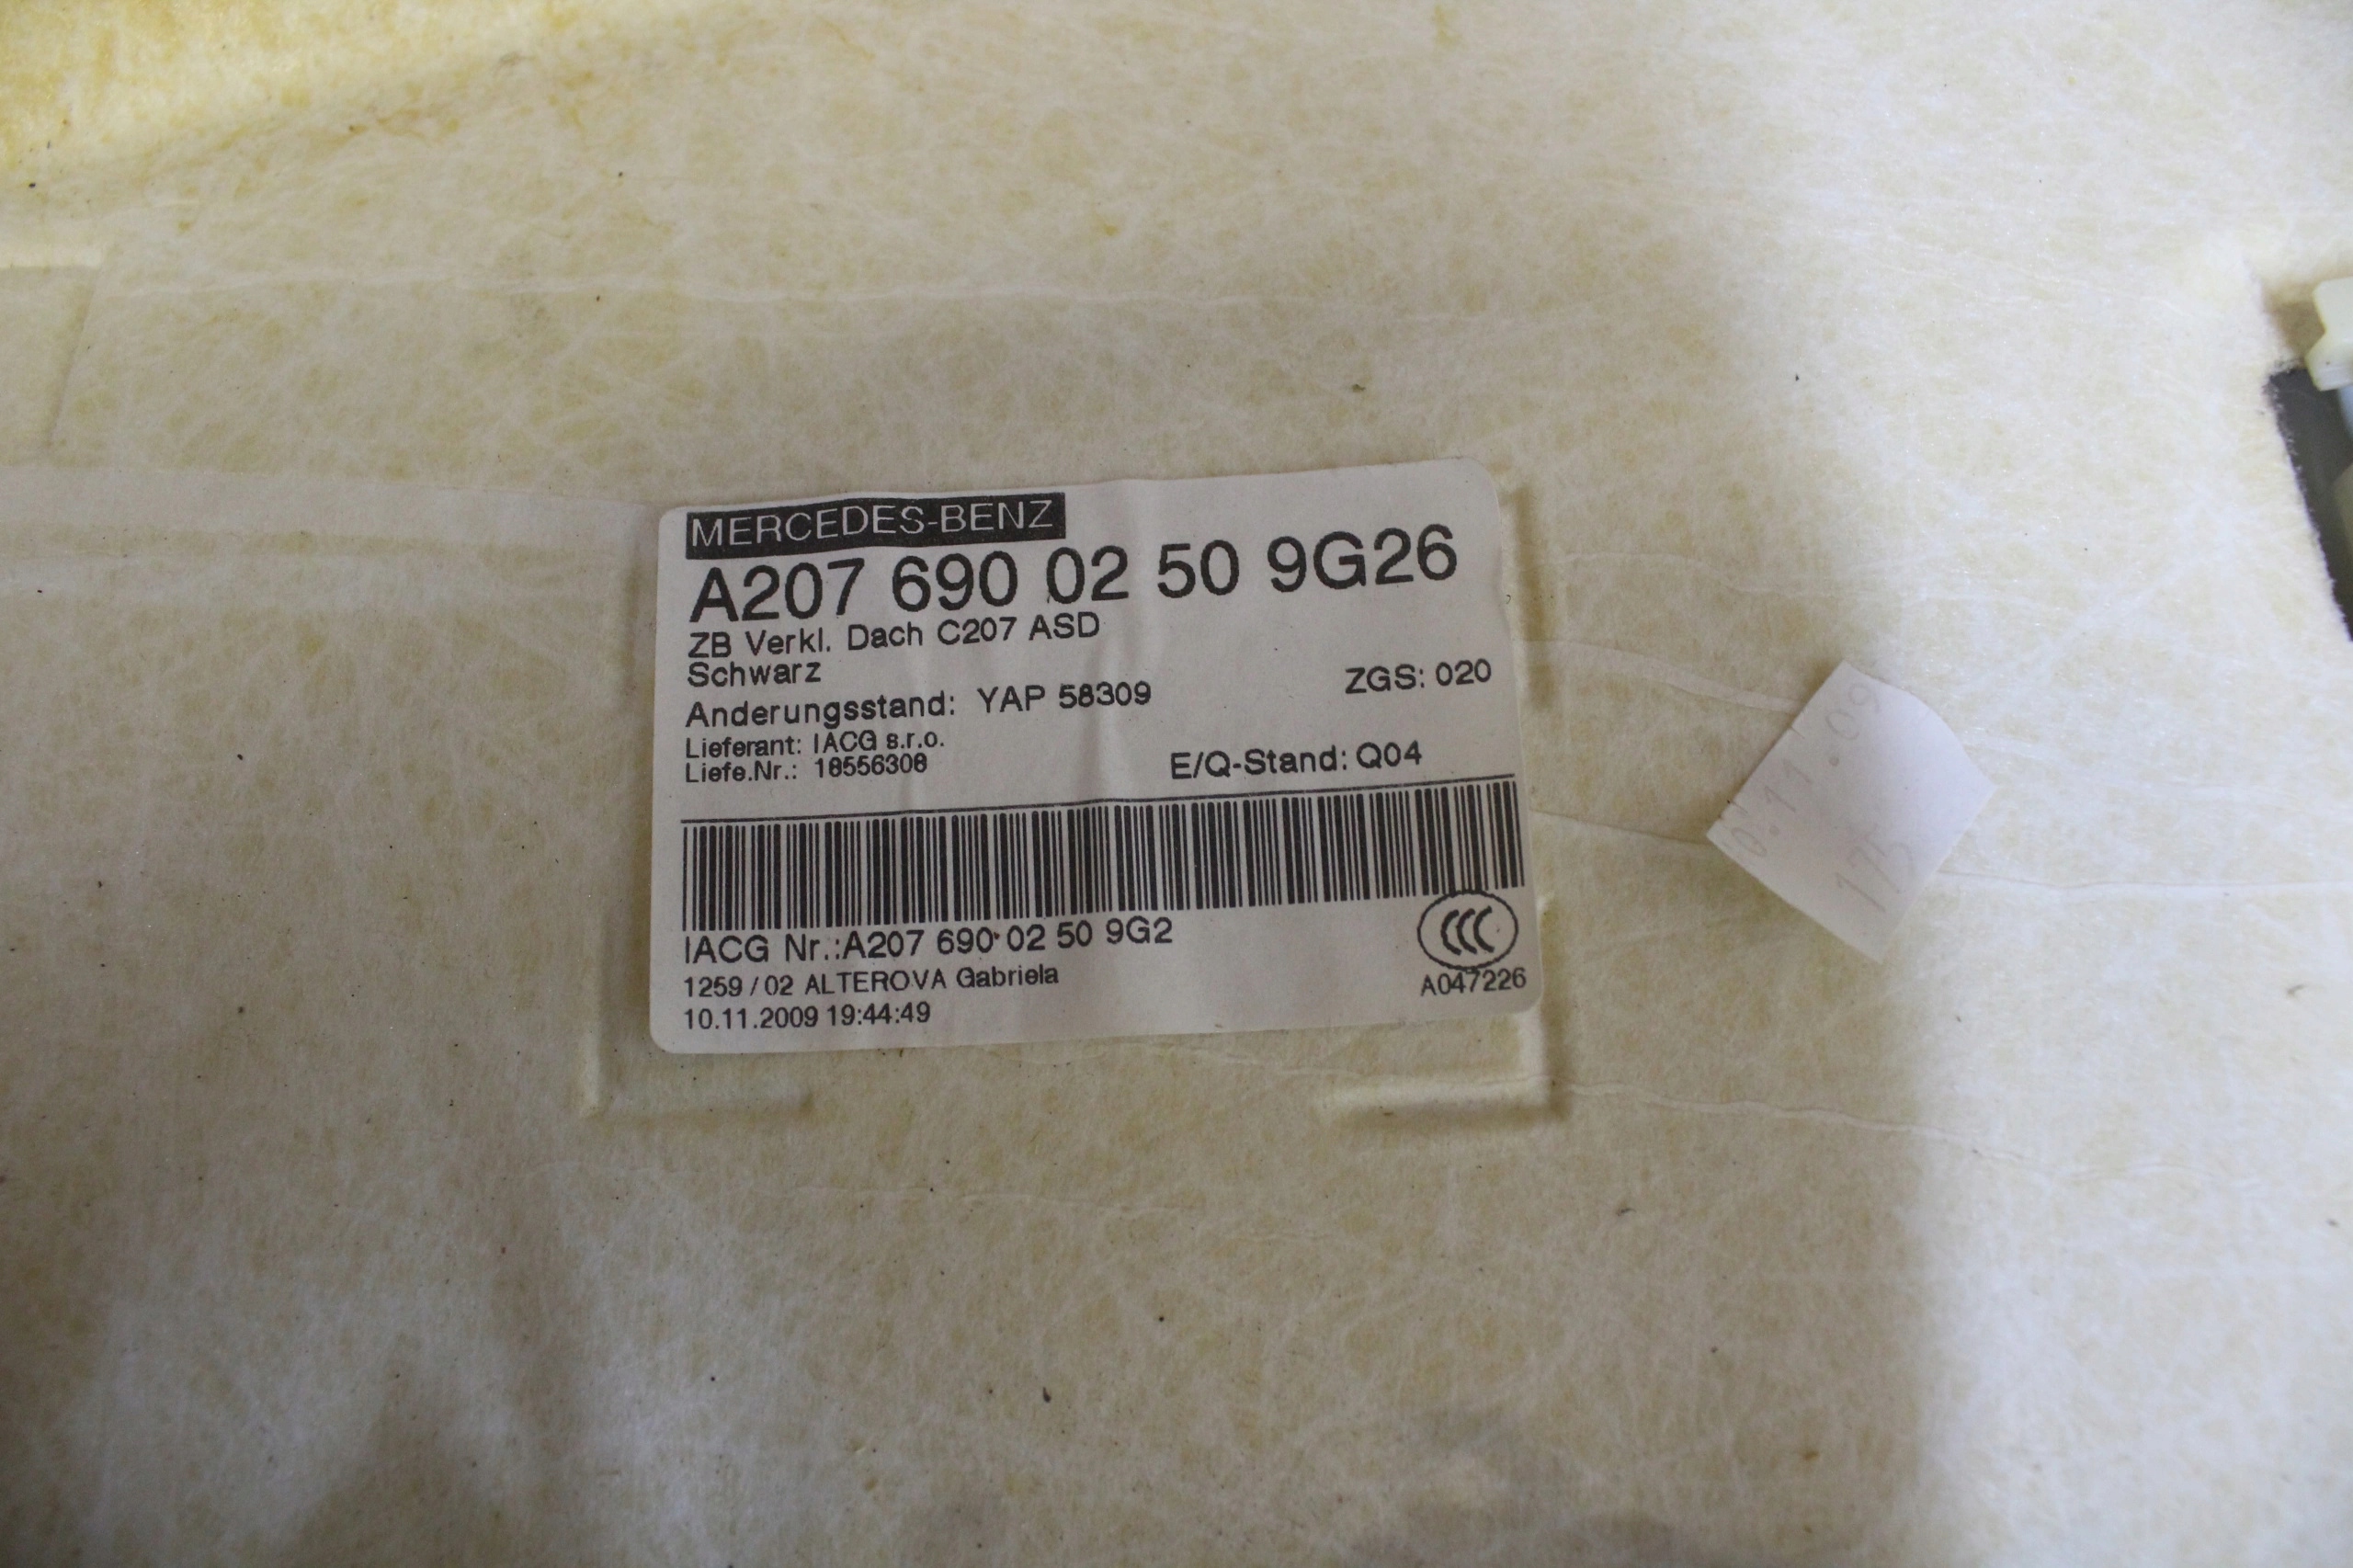 MERCEDES-BENZ
A207 690 02 50 9G26
ZB Verkl. Dach C207 ASD
Schwarz
ZGS: 020
Anderungsstand: YAP 58309
Lieferant: IACG s.r.o.
Liefe.Nr.: 18556308
E/Q-Stand: Q04
IACG Nr.:A207 690 02 50 9G2
1259 / 02 ALTEROVA Gabriela
10.11.2009 19:44:49
CCC
A047226